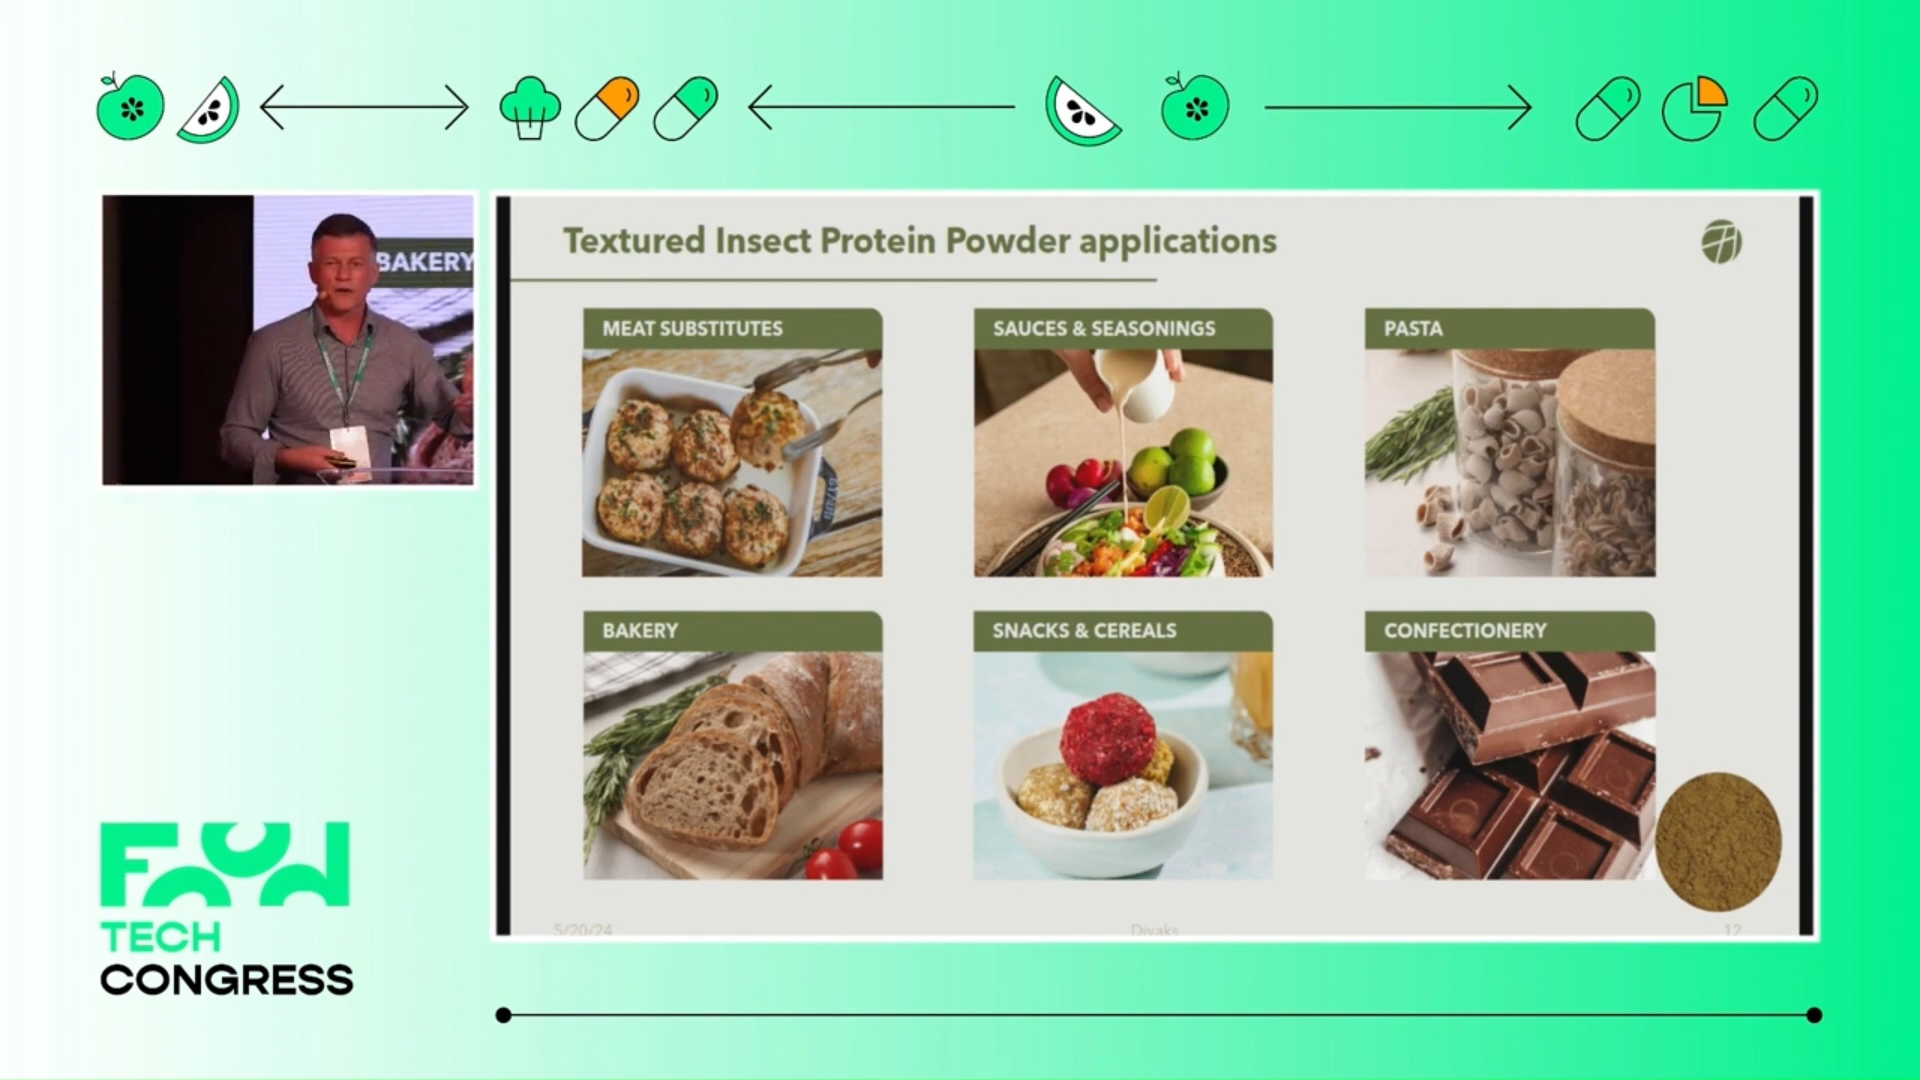 BAKERY
Textured Insect Protein Powder applications
MEAT SUBSTITUTES
SAUCES & SEASONINGS
PASTA
BAKERY
SNACKS & CEREALS
CONFECTIONERY
5/20/24
Divaks
12
Food
TECH
CONGRESS